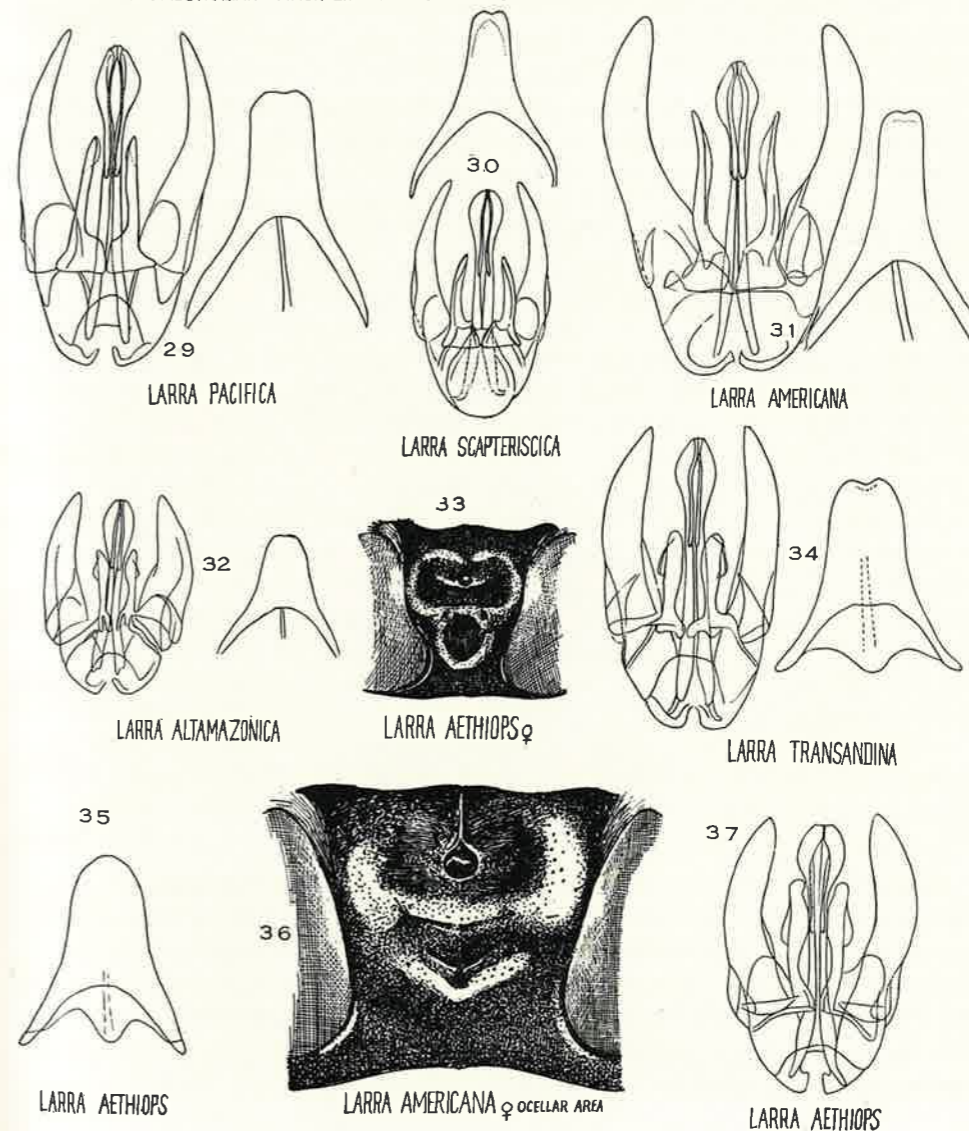 29
LARRA PACIFICA
30
LARRA SCAPTERISCICA
31
LARRA AMERICANA
32
LARRA ALTAMAZONICA
33
LARRA AETHIOPS ♀
34
LARRA TRANSANDINA
35
LARRA AETHIOPS
36
LARRA AMERICANA ♀ OCELLAR AREA
37
LARRA AETHIOPS